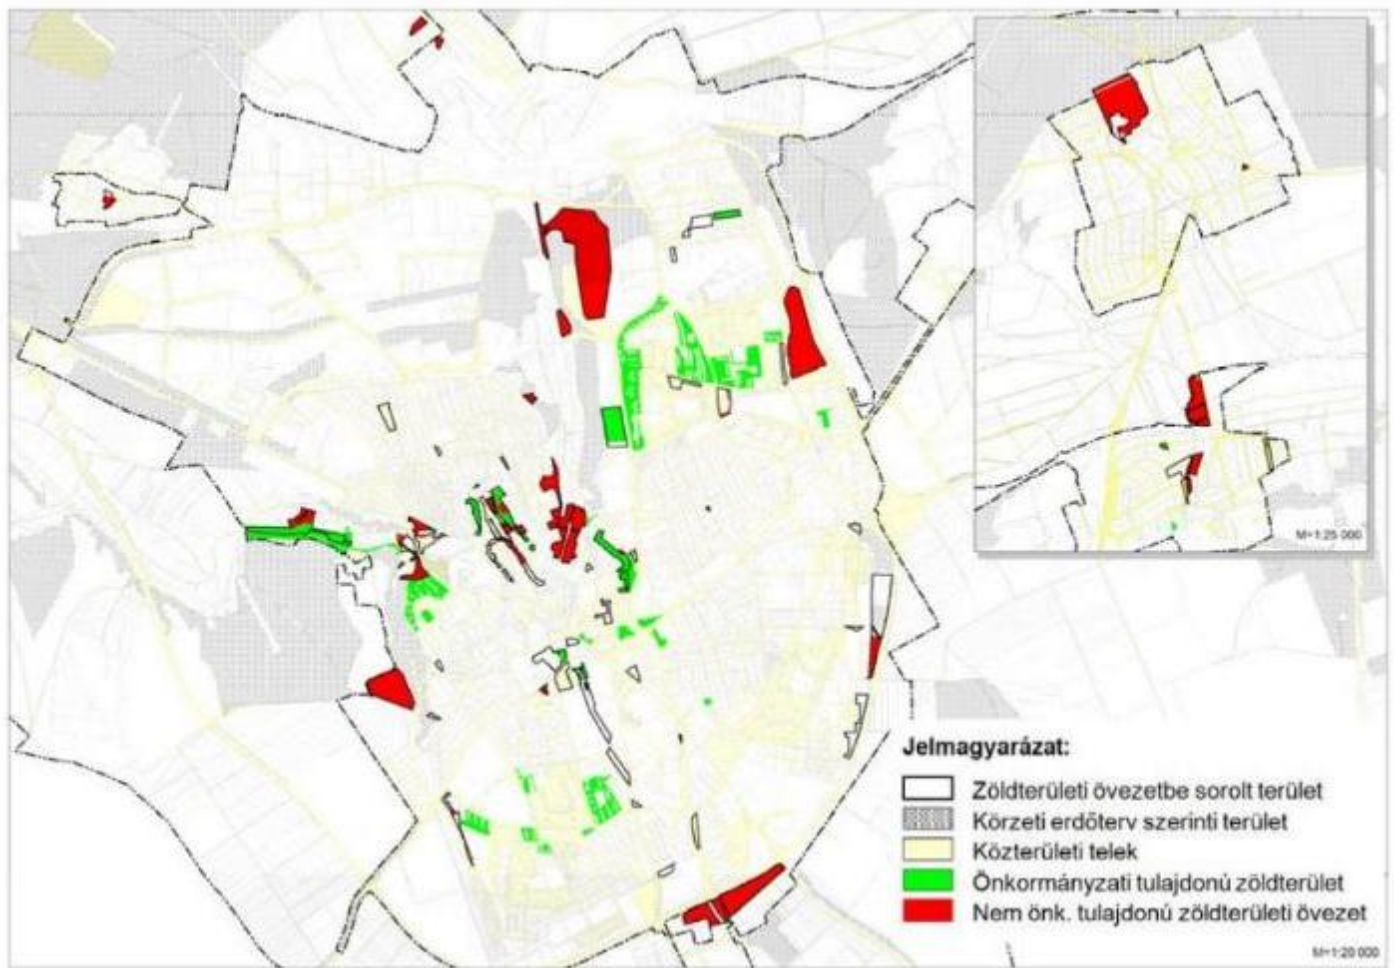 M=1:25 000
Jelmagyarázat:
Zöldterületi övezetbe sorolt terület
Körzeti erdőterv szerinti terület
Közterületi telek
Önkormányzati tulajdonú zöldterület
Nem önk. tulajdonú zöldterületi övezet
M=1:20 000